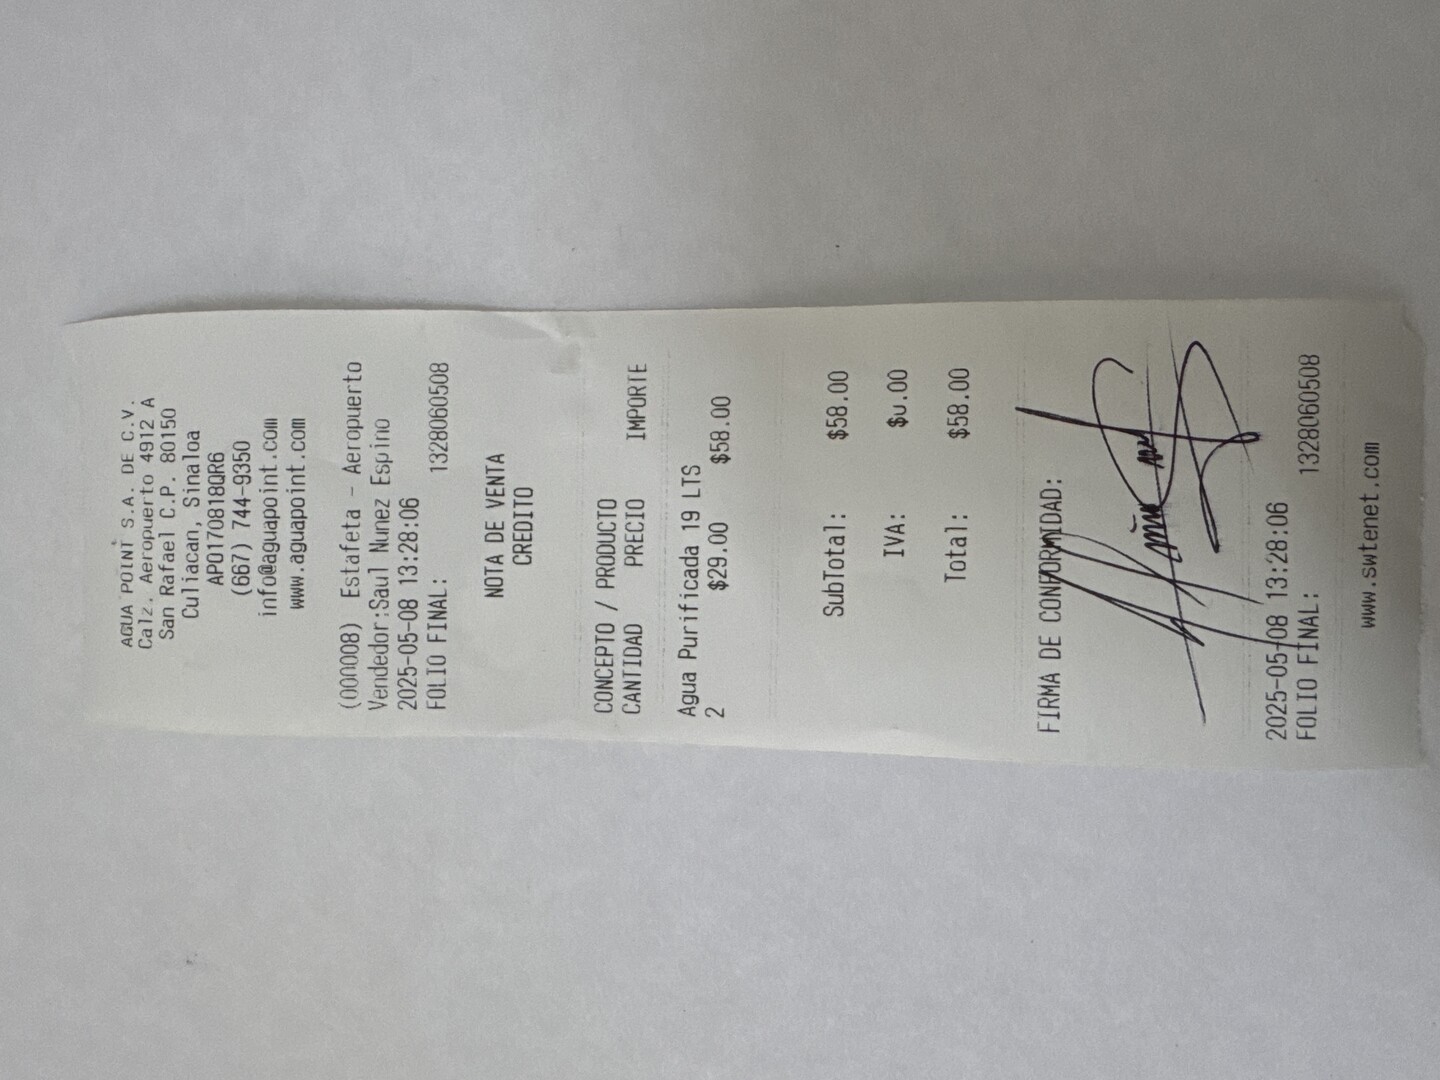 AGUA POINT S.A. DE C.V.
Calz. Aeropuerto 4912 A
San Rafael C.P. 80150
Culiacan, Sinaloa
APO170818QR6
(667) 744-9350
info@aguapoint.com
www.aguapoint.com
(000008) Estafeta - Aeropuerto
Vendedor:Saul Nunez Espino
2025-05-08 13:28:06
FOLIO FINAL: 1328060508
NOTA DE VENTA
CREDITO
CONCEPTO / PRODUCTO
CANTIDAD PRECIO IMPORTE
Agua Purificada 19 LTS
2 $29.00 $58.00
SubTotal: $58.00
IVA: $0.00
Total: $58.00
FIRMA DE CONFORMIDAD:
2025-05-08 13:28:06
FOLIO FINAL: 1328060508
www.swtenet.com